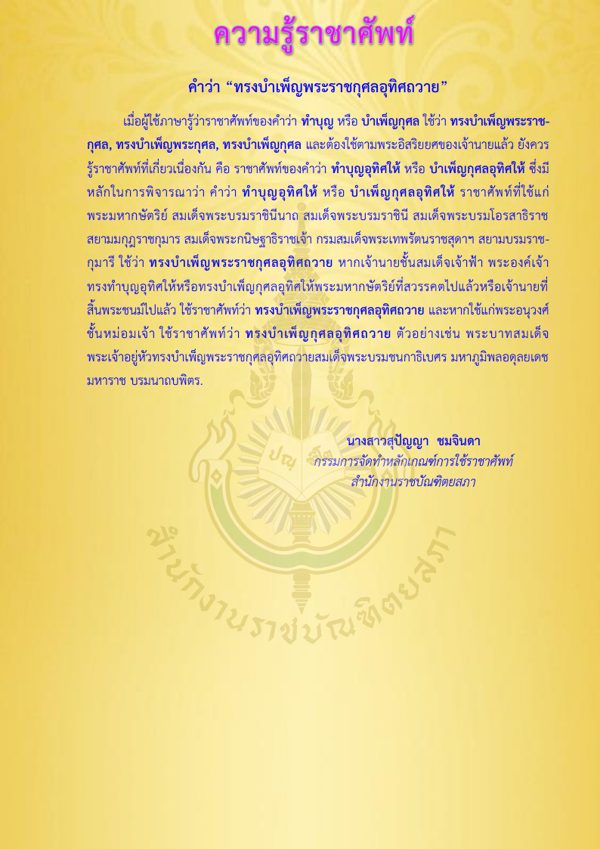 ความรู้ราชาศัพท์
คำว่า “ทรงบำเพ็ญพระราชกุศลอุทิศถวาย”
เมื่อผู้ใช้ภาษารู้ว่าราชาศัพท์ของคำว่า ทำบุญ หรือ บำเพ็ญกุศล ใช้ว่า ทรงบำเพ็ญพระราช-
กุศล, ทรงบำเพ็ญพระกุศล, ทรงบำเพ็ญกุศล และต้องใช้ตามพระอิสริยยศของเจ้านายแล้ว ยังควร
รู้ราชาศัพท์ที่เกี่ยวเนื่องกัน คือ ราชาศัพท์ของคำว่า ทำบุญอุทิศให้ หรือ บำเพ็ญกุศลอุทิศให้ ซึ่งมี
หลักในการพิจารณาว่า คำว่า ทำบุญอุทิศให้ หรือ บำเพ็ญกุศลอุทิศให้ ราชาศัพท์ที่ใช้แก่
พระมหากษัตริย์ สมเด็จพระบรมราชินีนาถ สมเด็จพระบรมราชินี สมเด็จพระบรมโอรสาธิราช
สยามมกุฎราชกุมาร สมเด็จพระกนิษฐาธิราชเจ้า กรมสมเด็จพระเทพรัตนราชสุดาฯ สยามบรมราช-
กุมารี ใช้ว่า ทรงบำเพ็ญพระราชกุศลอุทิศถวาย หากเจ้านายชั้นสมเด็จเจ้าฟ้า พระองค์เจ้า
ทรงทำบุญอุทิศให้หรือทรงบำเพ็ญกุศลอุทิศให้พระมหากษัตริย์ที่สวรรคตไปแล้วหรือเจ้านายที่
สิ้นพระชนม์ไปแล้ว ใช้ราชาศัพท์ว่า ทรงบำเพ็ญพระราชกุศลอุทิศถวาย และหากใช้แก่พระอนุวงศ์
ชั้นหม่อมเจ้า ใช้ราชาศัพท์ว่า ทรงบำเพ็ญกุศลอุทิศถวาย ตัวอย่างเช่น พระบาทสมเด็จ
พระเจ้าอยู่หัวทรงบำเพ็ญพระราชกุศลอุทิศถวายสมเด็จพระบรมชนกาธิเบศร มหาภูมิพลอดุลยเดช
มหาราช บรมนาถบพิตร.
นางสาวสุปัญญา ชมจินดา
กรรมการจัดทำหลักเกณฑ์การใช้ราชาศัพท์
สำนักงานราชบัณฑิตยสภา
สำนักงานราชบัณฑิตยสภา